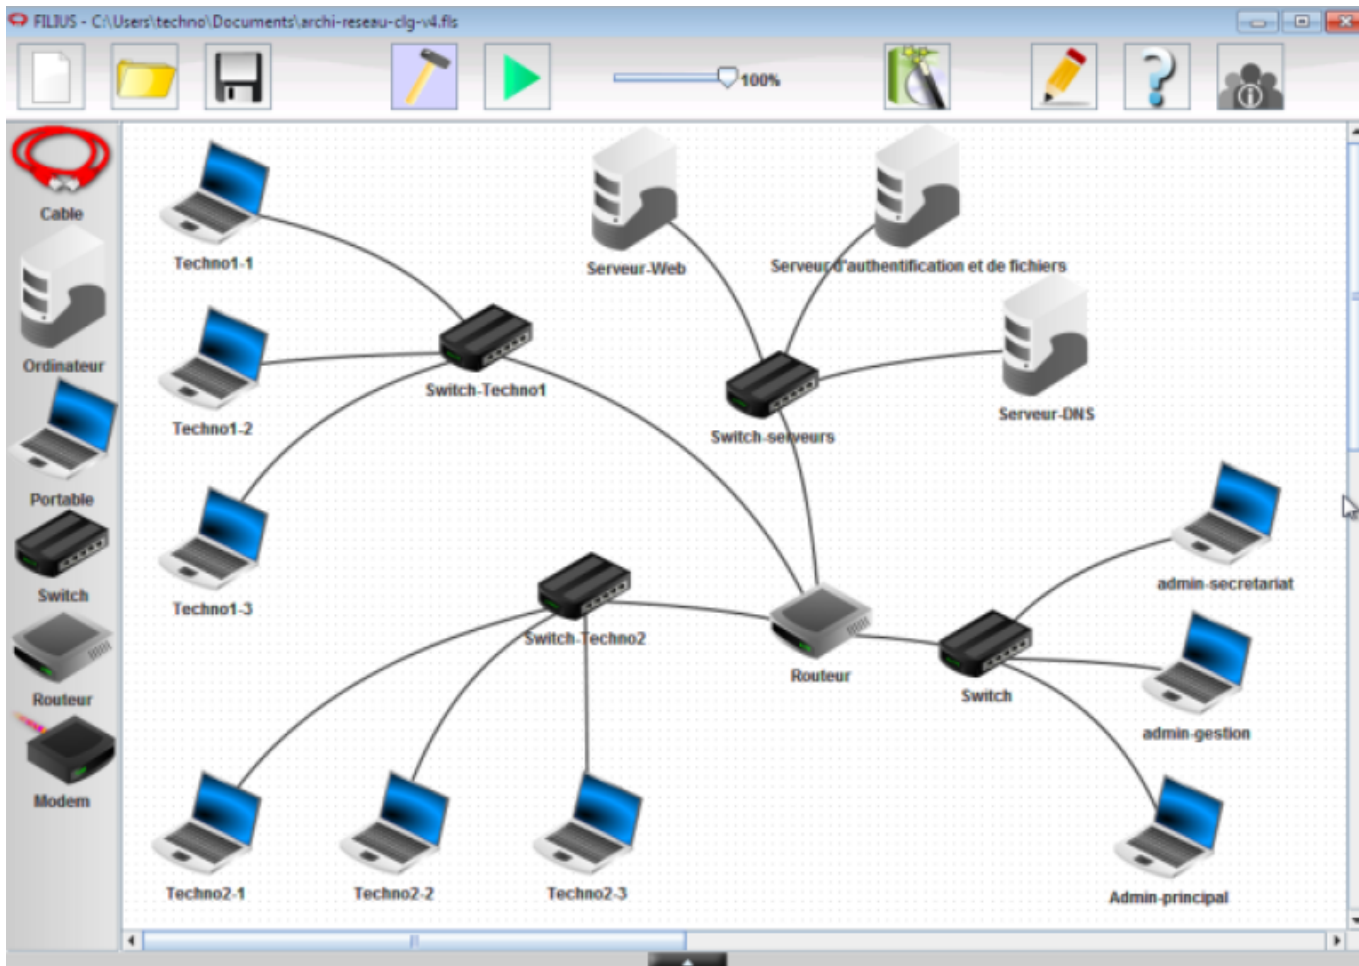 FILIUS - C:\Users\techno\Documents\archi-reseau-clg-v4.fls
100%
Cable
Ordinateur
Portable
Switch
Routeur
Modem
Techno1-1
Serveur-Web
Serveur d'authentification et de fichiers
Techno1-2
Switch-Techno1
Switch-serveurs
Serveur-DNS
Techno1-3
Switch-Techno2
Routeur
Switch
admin-secretariat
admin-gestion
Techno2-1
Techno2-2
Techno2-3
Admin-principal